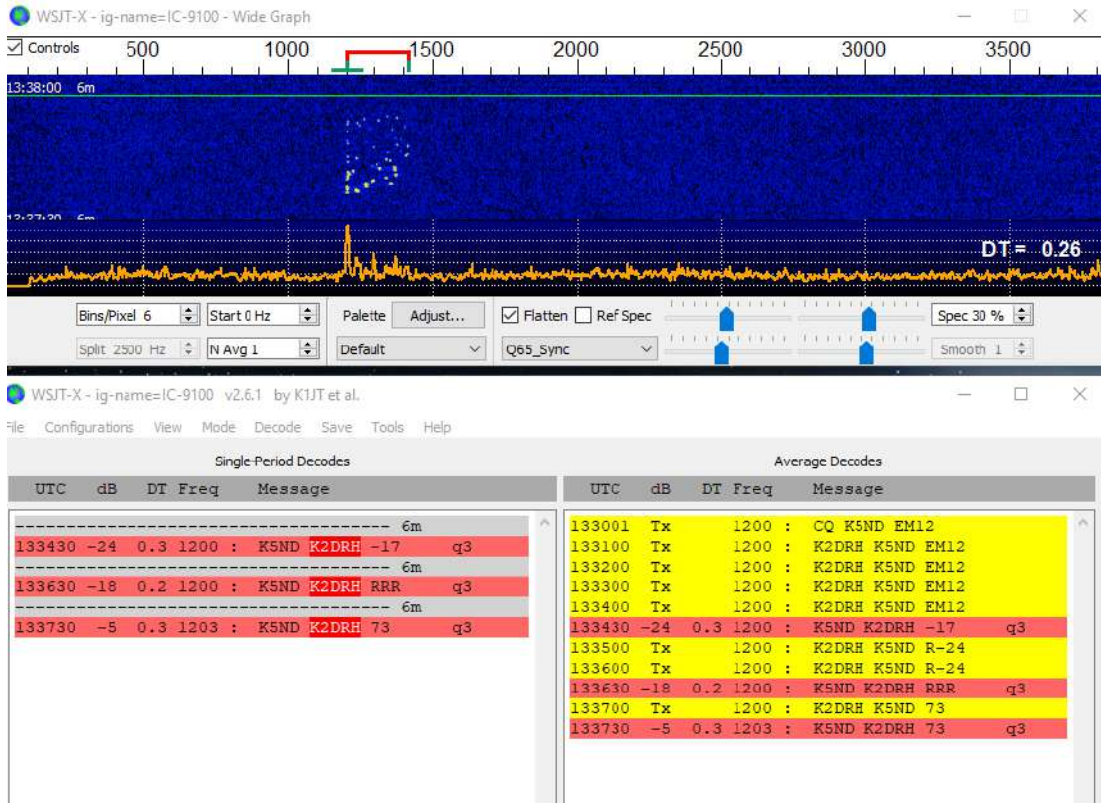 WSJT-X - ig-name=IC-9100 - Wide Graph
Controls 500 1000 1500 2000 2500 3000 3500
13:38:00 6m
13:37:30 6m
DT = 0.26
Bins/Pixel 6 Start 0 Hz Palette Adjust... Flatten Ref Spec Spec 30 %
Split 2500 Hz N Avg 1 Default Q65_Sync Smooth 1
WSJT-X - ig-name=IC-9100 v2.6.1 by K1JT et al.
File Configurations View Mode Decode Save Tools Help
Single-Period Decodes
UTC dB DT Freq Message
---------------------------------------- 6m
133430 -24 0.3 1200 : K5ND K2DRH -17 q3
---------------------------------------- 6m
133630 -18 0.2 1200 : K5ND K2DRH RRR q3
---------------------------------------- 6m
133730 -5 0.3 1203 : K5ND K2DRH 73 q3
Average Decodes
UTC dB DT Freq Message
133001 Tx 1200 : CQ K5ND EM12
133100 Tx 1200 : K2DRH K5ND EM12
133200 Tx 1200 : K2DRH K5ND EM12
133300 Tx 1200 : K2DRH K5ND EM12
133400 Tx 1200 : K2DRH K5ND EM12
133430 -24 0.3 1200 : K5ND K2DRH -17 q3
133500 Tx 1200 : K2DRH K5ND R-24
133600 Tx 1200 : K2DRH K5ND R-24
133630 -18 0.2 1200 : K5ND K2DRH RRR q3
133700 Tx 1200 : K2DRH K5ND 73
133730 -5 0.3 1203 : K5ND K2DRH 73 q3